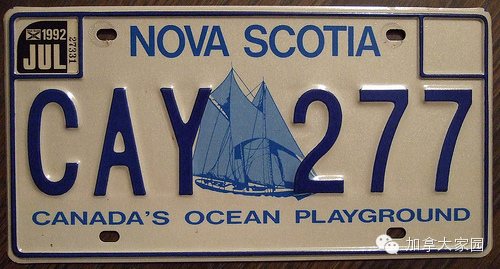 1992
JUL
27331
NOVA SCOTIA
CAY 277
CANADA'S OCEAN PLAYGROUND
加拿大家园